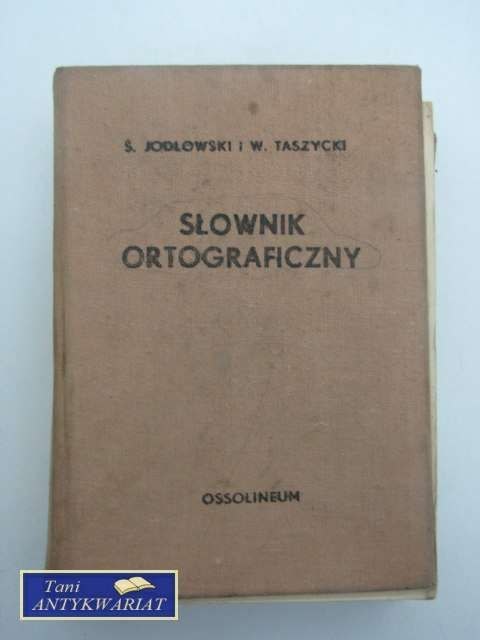 S. JODŁOWSKI I W. TASZYCKI
SŁOWNIK
ORTOGRAFICZNY
OSSOLINEUM
Tani
ANTYKWARIAT